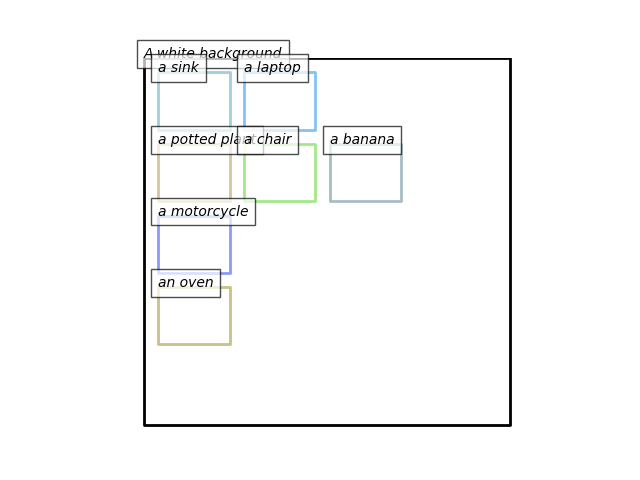 A white background
a sink
a laptop
a potted plant
a chair
a banana
a motorcycle
an oven